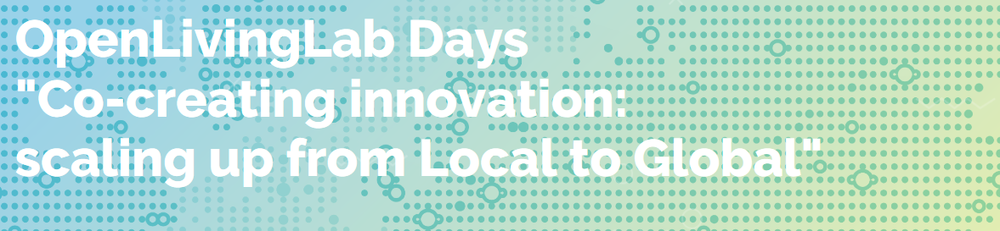 OpenLivingLab Days
"Co-creating innovation:
scaling up from Local to Global"